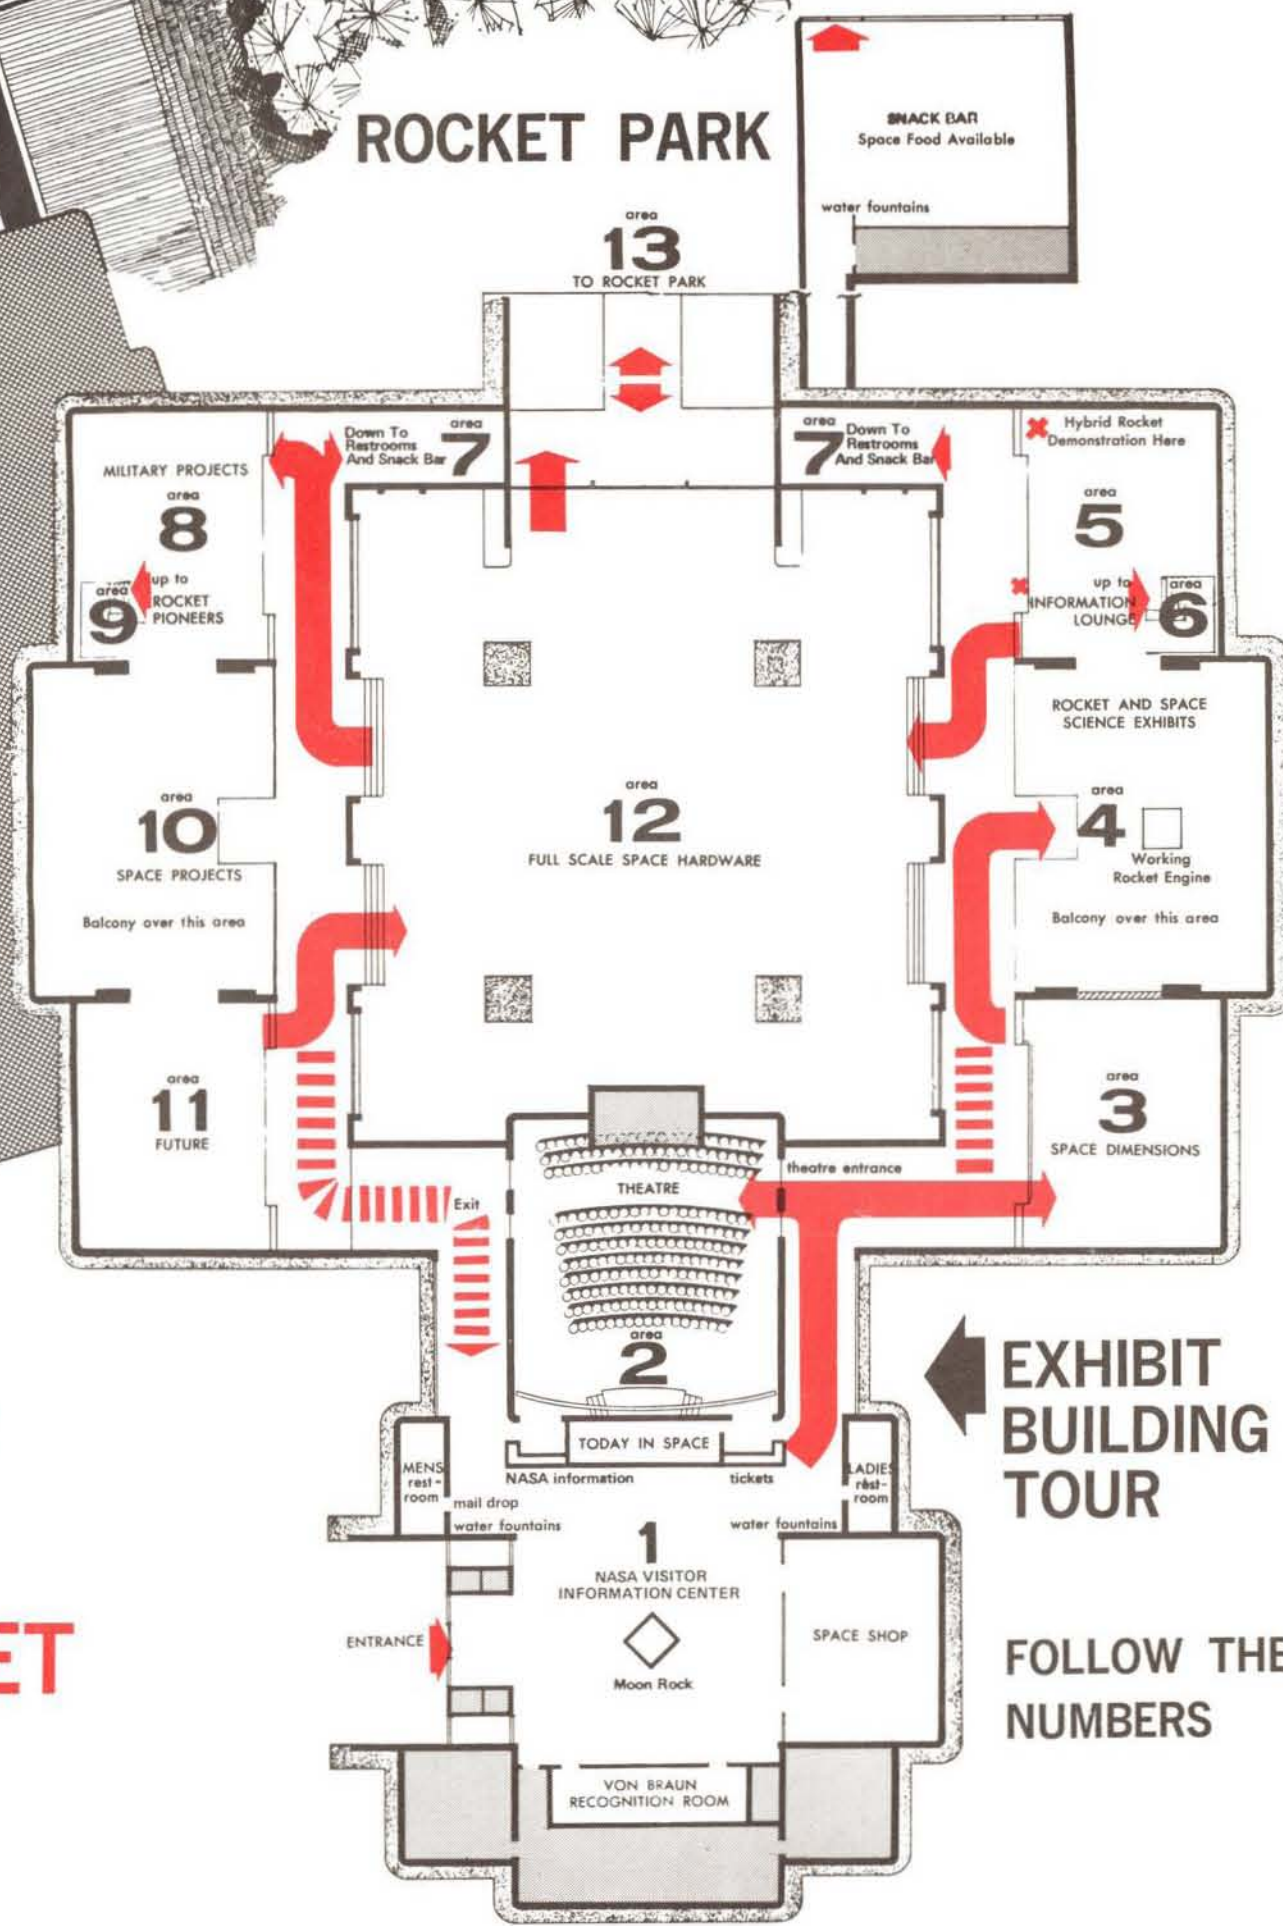 ROCKET PARK
SNACK BAR
Space Food Available
water fountains
area
13
TO ROCKET PARK
Down To
Restrooms
And Snack Bar
area
7
area
7
Down To
Restrooms
And Snack Bar
Hybrid Rocket
Demonstration Here
MILITARY PROJECTS
area
8
area
5
up to
ROCKET
PIONEERS
area
9
up to
INFORMATION
LOUNGE
area
6
ROCKET AND SPACE
SCIENCE EXHIBITS
area
10
SPACE PROJECTS
Balcony over this area
area
12
FULL SCALE SPACE HARDWARE
area
4
Working
Rocket Engine
Balcony over this area
area
11
FUTURE
area
3
SPACE DIMENSIONS
theatre entrance
THEATRE
Exit
area
2
EXHIBIT
BUILDING
TOUR
TODAY IN SPACE
MENS
rest-
room
NASA information
tickets
LADIES
rest-
room
mail drop
water fountains
water fountains
1
NASA VISITOR
INFORMATION CENTER
ENTRANCE
Moon Rock
SPACE SHOP
ET
FOLLOW THE
NUMBERS
VON BRAUN
RECOGNITION ROOM